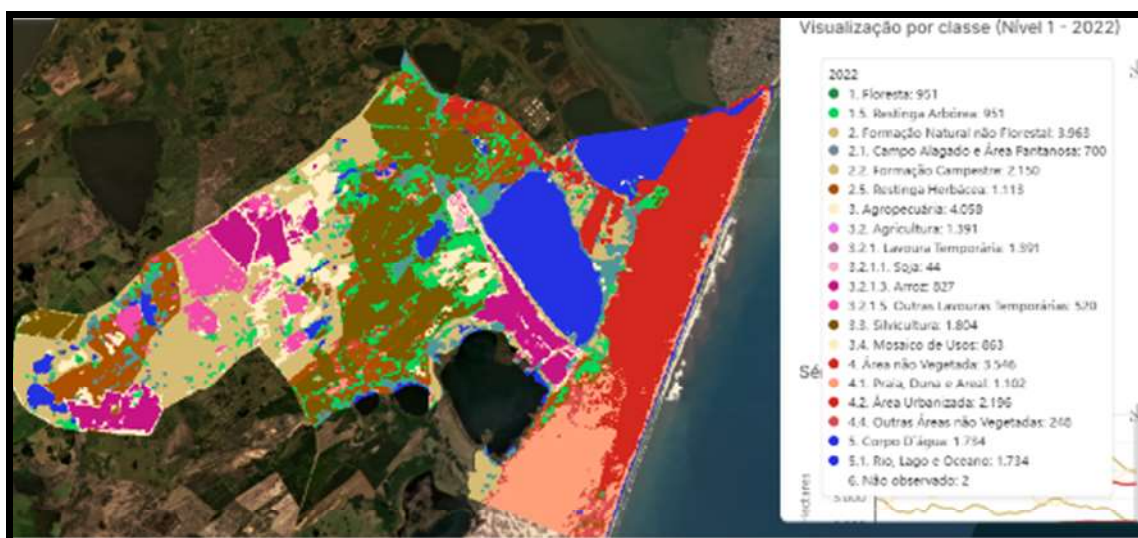 Visualização por classe (Nível 1 - 2022)
2022
1. Floresta: 951
1.5. Restinga Arbórea: 951
2. Formação Natural não Florestal: 3.963
2.1. Campo Alagado e Área Pantanosa: 700
2.2. Formação Campestre: 2.150
2.5. Restinga Herbácea: 1.113
3. Agropecuária: 4.058
3.2. Agricultura: 1.391
3.2.1. Lavoura Temporária: 1.391
3.2.1.1. Soja: 44
3.2.1.3. Arroz: 827
3.2.1.5. Outras Lavouras Temporárias: 520
3.3. Silvicultura: 1.804
3.4. Mosaico de Usos: 863
4. Área não Vegetada: 3.546
4.1. Praia, Duna e Areal: 1.102
4.2. Área Urbanizada: 2.196
4.4. Outras Áreas não Vegetadas: 248
5. Corpo D'água: 1.734
5.1. Rio, Lago e Oceano: 1.734
6. Não observado: 2
Sé
Hectares
5.000